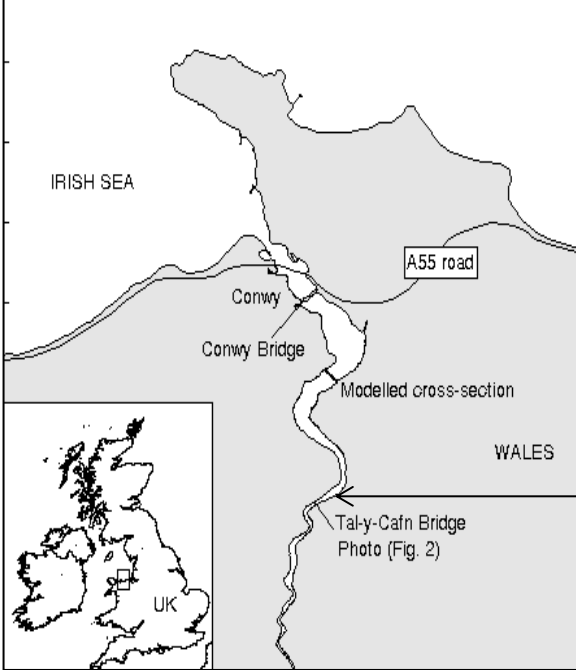 IRISH SEA
A55 road
Conwy
Conwy Bridge
Modelled cross-section
WALES
Tal-y-Cafn Bridge
Photo (Fig. 2)
UK